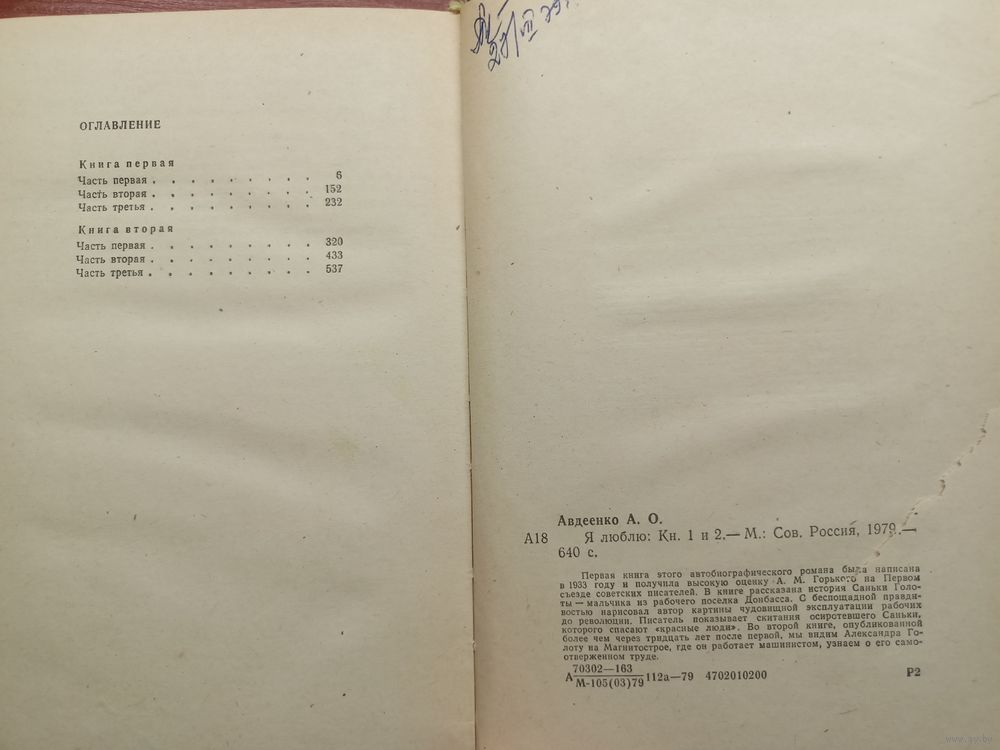 ОГЛАВЛЕНИЕ
Книга первая
Часть первая . . . . . . . . . 6
Часть вторая . . . . . . . . . 152
Часть третья . . . . . . . . . 232
Книга вторая
Часть первая . . . . . . . . . 320
Часть вторая . . . . . . . . . 433
Часть третья . . . . . . . . . 537
Авдеенко А. О.
А18 Я люблю: Кн. 1 и 2.— М.: Сов. Россия, 1979.—
640 с.
Первая книга этого автобиографического романа была написана
в 1933 году и получила высокую оценку А. М. Горького на Первом
съезде советских писателей. В книге рассказана история Саньки Голо-
ты — мальчика из рабочего поселка Донбасса. С беспощадной правди-
востью нарисовал автор картины чудовищной эксплуатации рабочих
до революции. Писатель показывает скитания осиротевшего Саньки,
которого спасают «красные люди». Во второй книге, опубликованной
более чем через тридцать лет после первой, мы видим Александра Го-
лоту на Магнитострое, где он работает машинистом, узнаем о его само-
отверженном труде.
А 70302—163
М-105(03)79 112а—79 4702010200 Р2
www.ay.by